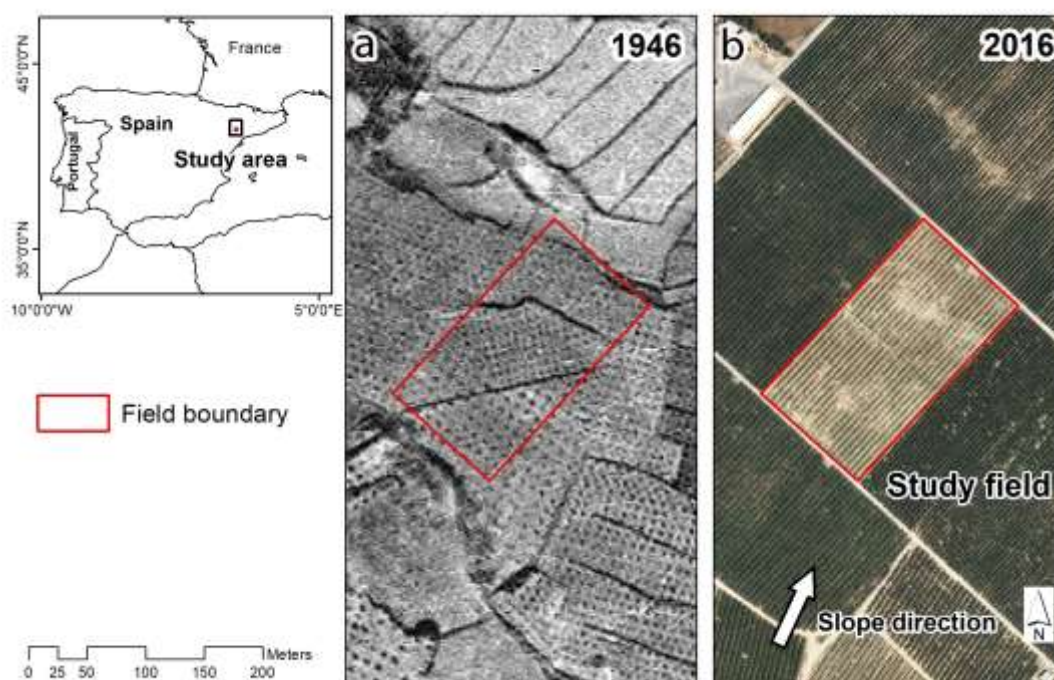 France
Spain
Portugal
Study area
45°0'0"N
35°0'0"N
10°0'0"W
5°0'0"E
Field boundary
Meters
0 25 50 100 150 200
a
1946
b
2016
Study field
Slope direction
N